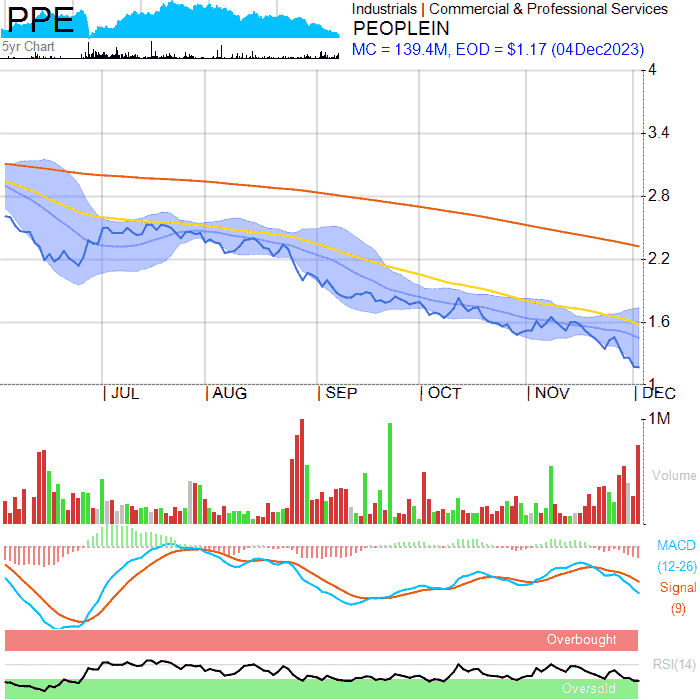 PPE
5yr Chart
Industrials | Commercial & Professional Services
PEOPLEIN
MC = 139.4M, EOD = $1.17 (04Dec2023)
4
3.4
2.8
2.2
1.6
1
| JUL | AUG | SEP | OCT | NOV | DEC
1M
Volume
MACD
(12-26)
Signal
(9)
Overbought
RSI(14)
Oversold